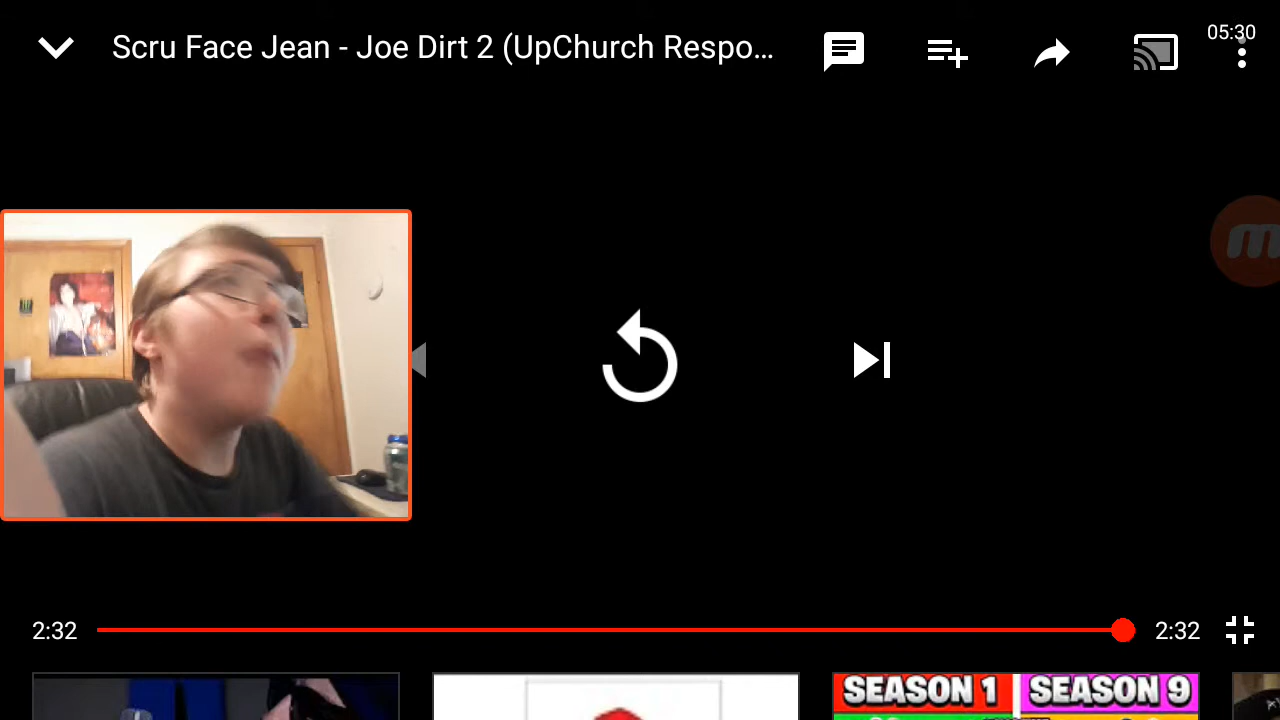 Scru Face Jean - Joe Dirt 2 (UpChurch Respo...
05:30
2:32
2:32
SEASON 1
SEASON 9